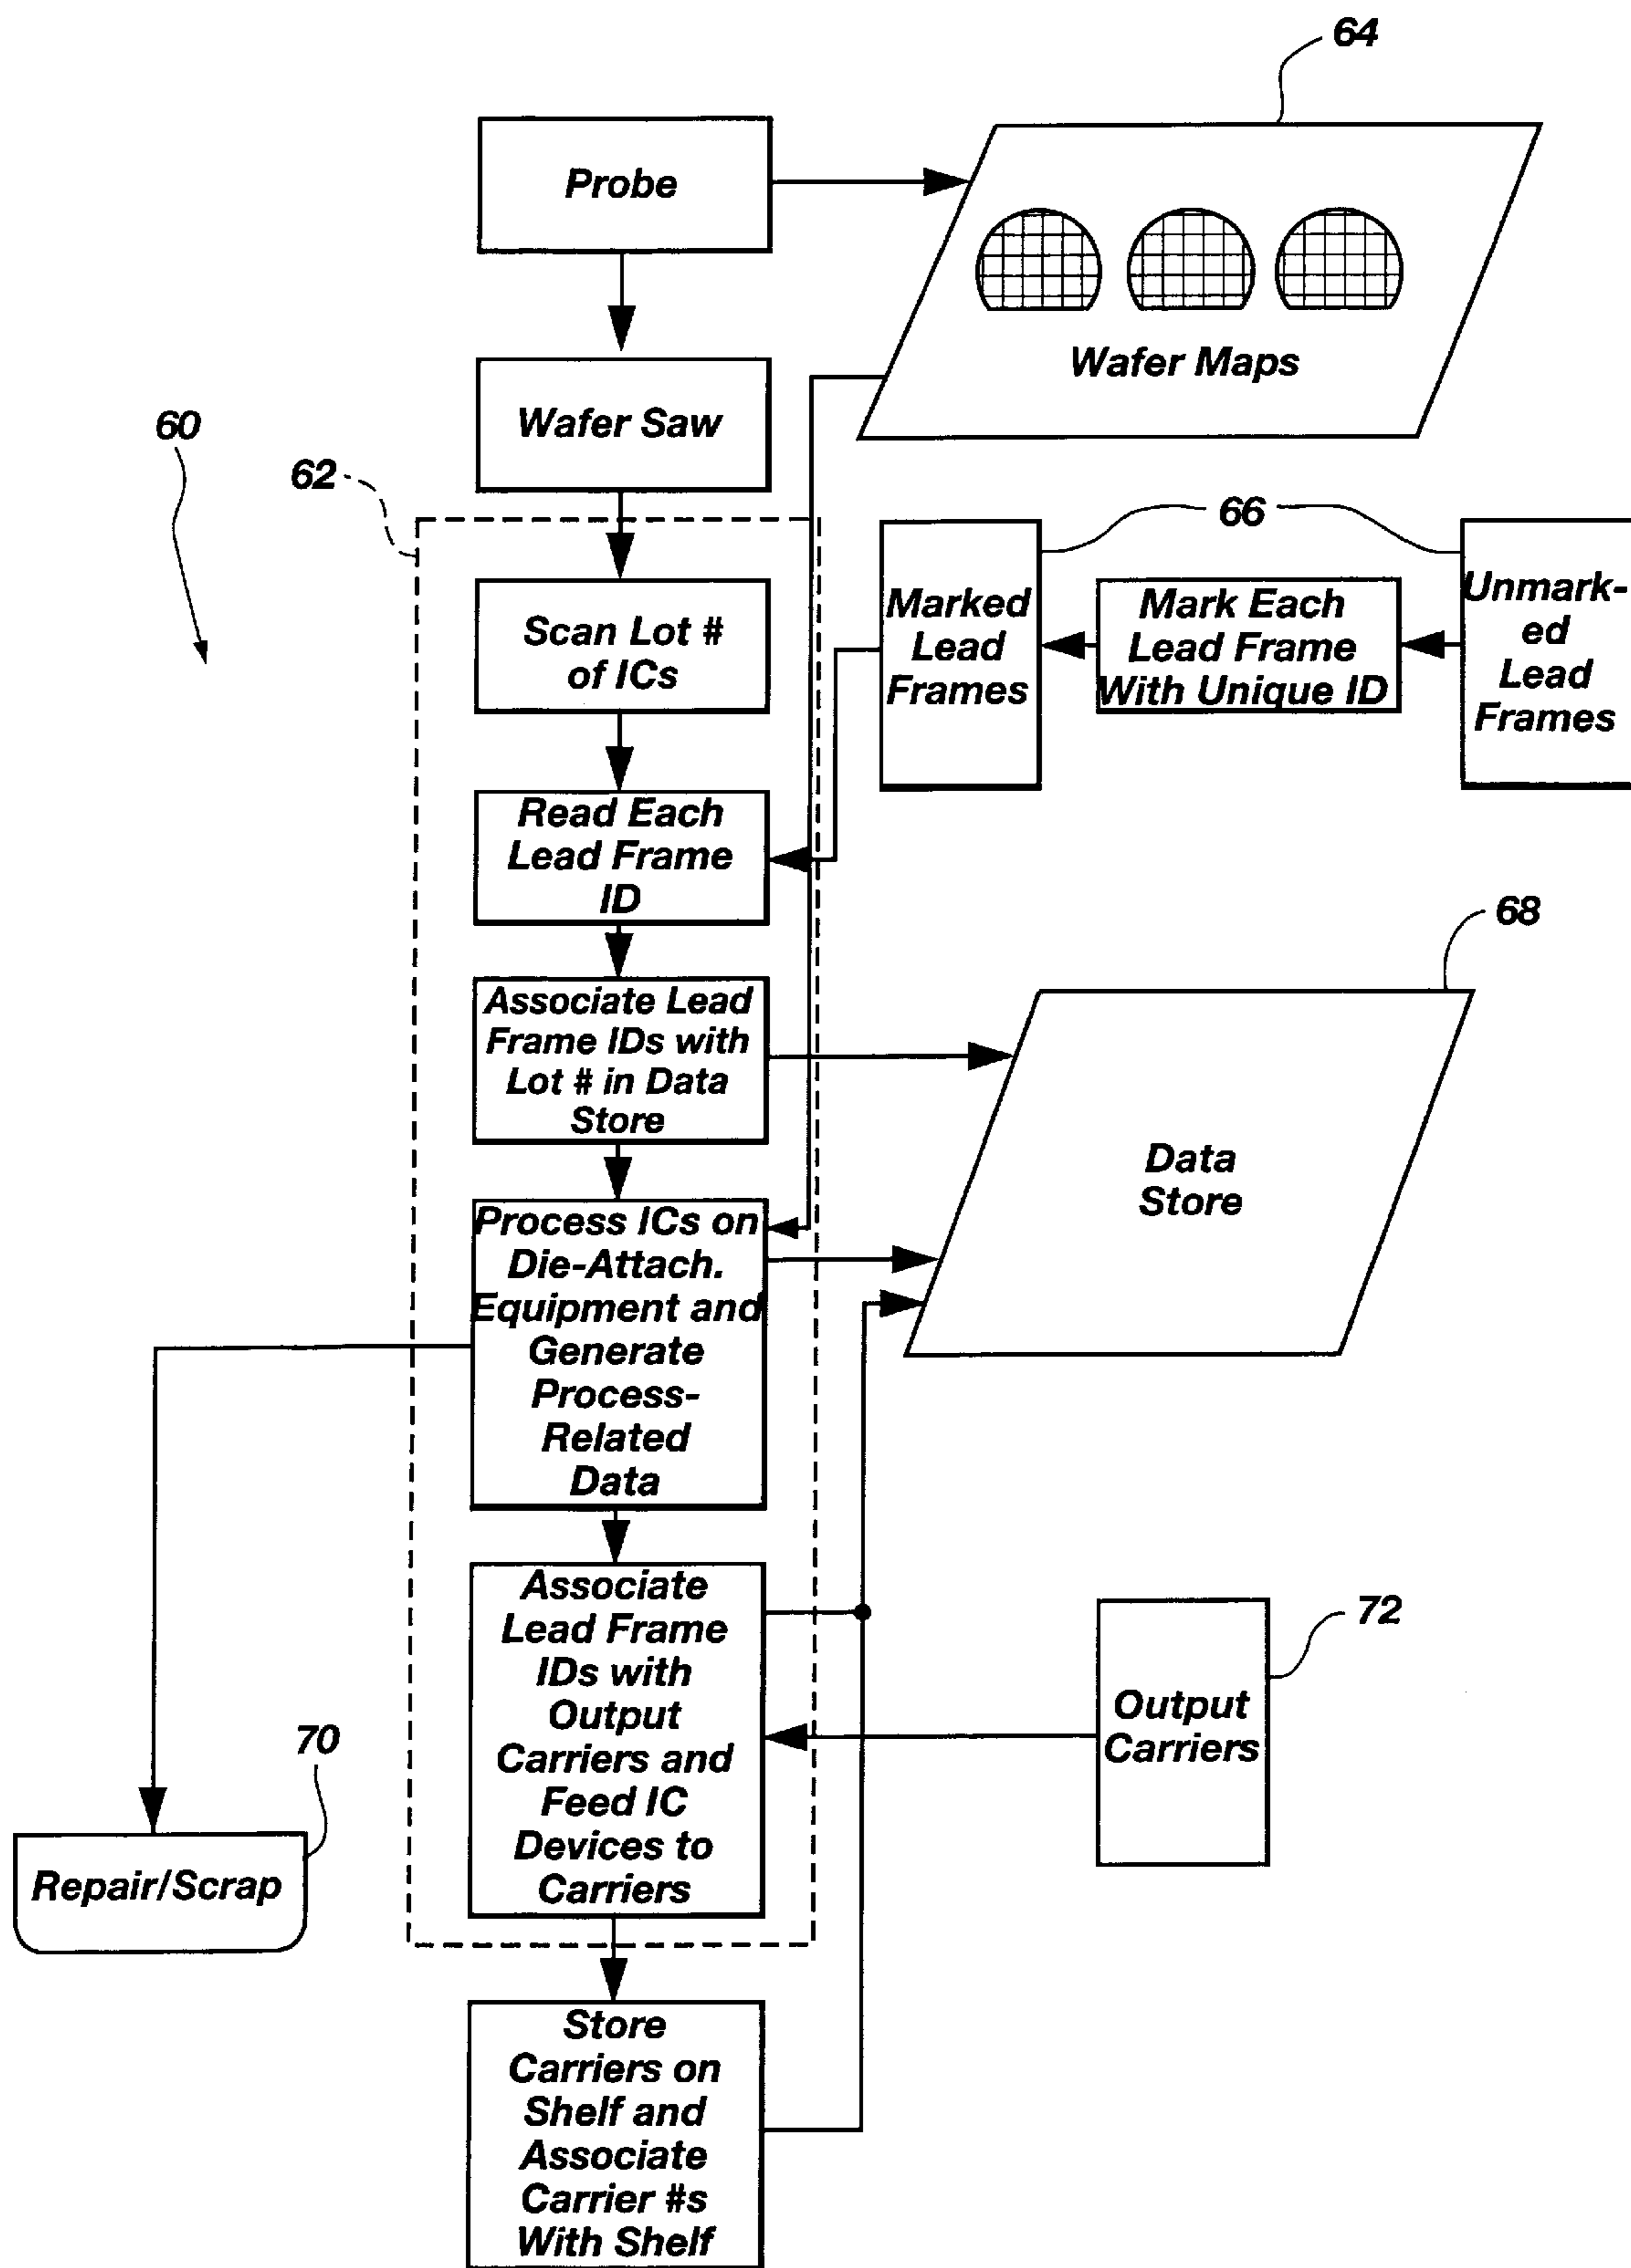 64
Probe
Wafer Maps
Wafer Saw
60
62
66
Scan Lot #
of ICs
Marked
Lead
Frames
Mark Each
Lead Frame
With Unique ID
Unmark-
ed
Lead
Frames
Read Each
Lead Frame
ID
68
Associate Lead
Frame IDs with
Lot # in Data
Store
Data
Store
Process ICs on
Die-Attach.
Equipment and
Generate
Process-
Related
Data
Associate
Lead Frame
IDs with
Output
Carriers and
Feed IC
Devices to
Carriers
72
Output
Carriers
70
Repair/Scrap
Store
Carriers on
Shelf and
Associate
Carrier #s
With Shelf